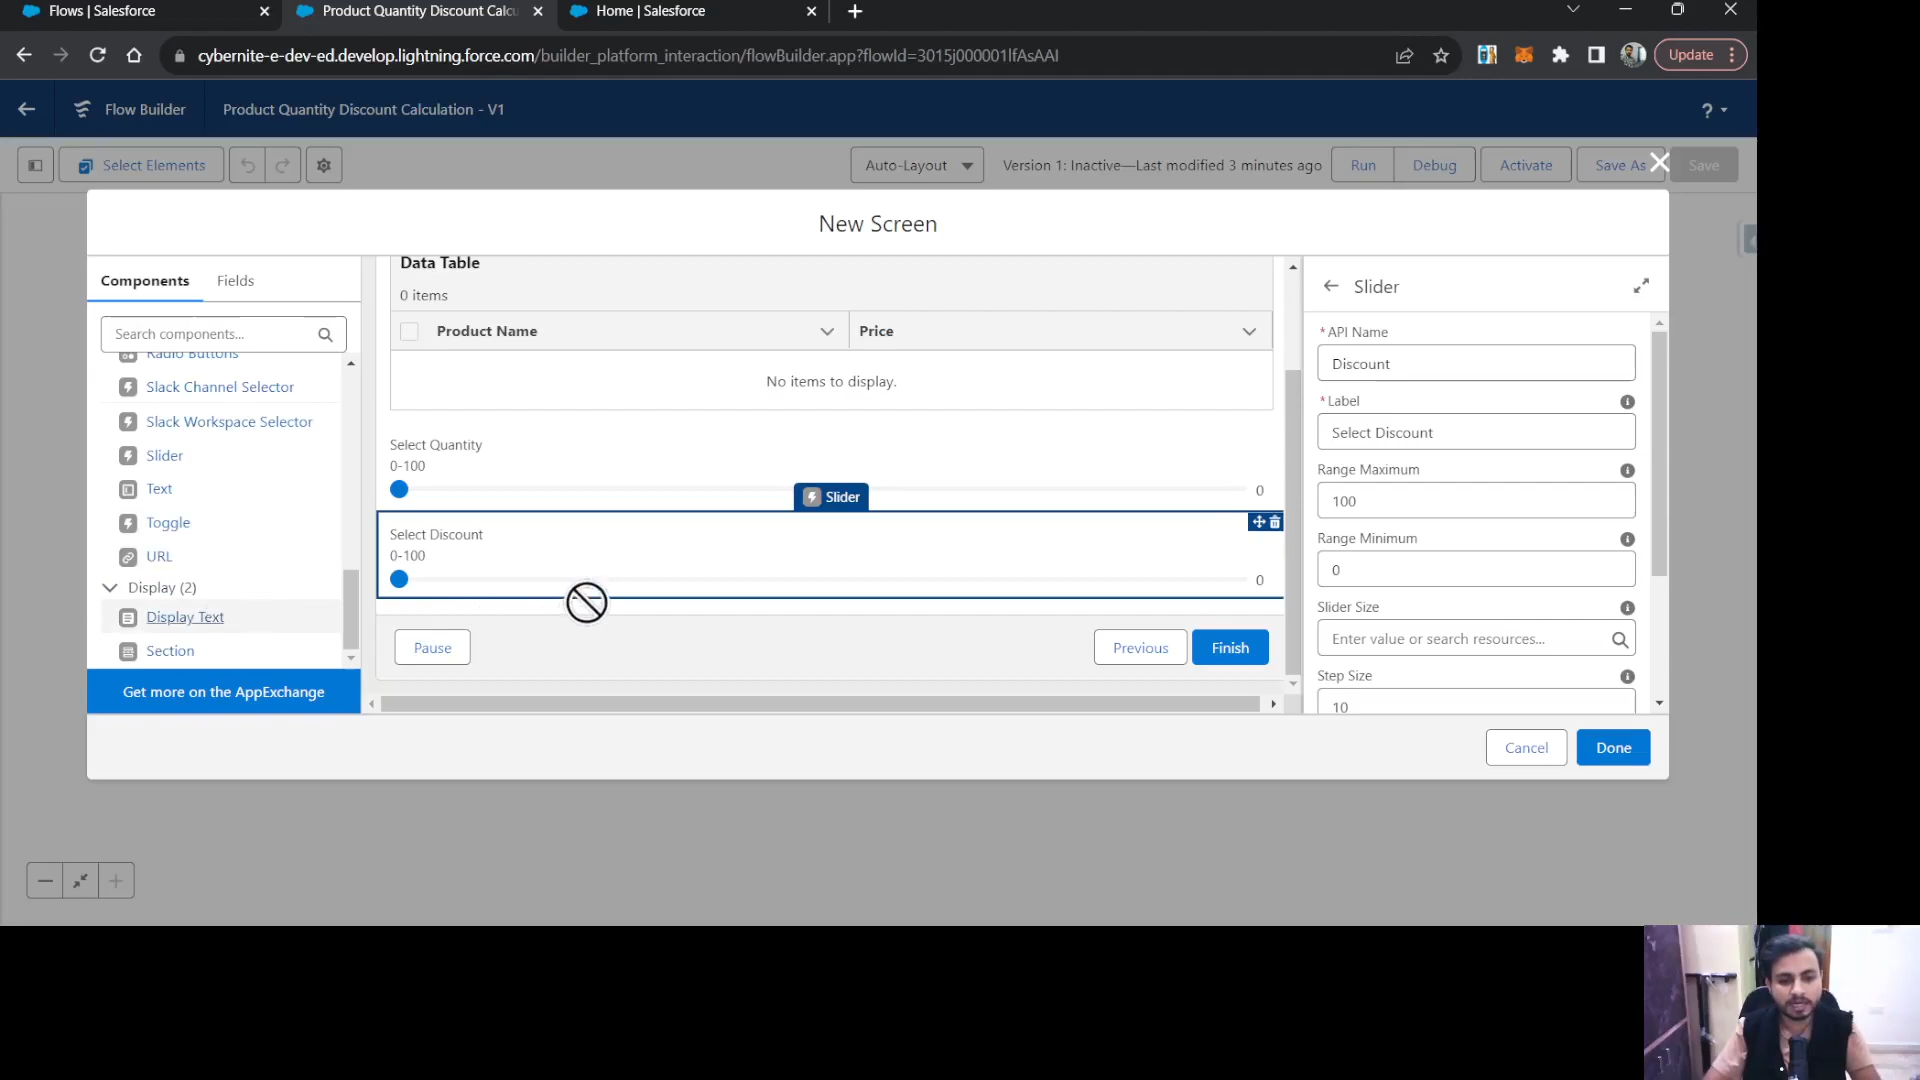 Flows | Salesforce
Product Quantity Discount Calcu
Home | Salesforce
cybernite-e-dev-ed.develop.lightning.force.com/builder_platform_interaction/flowBuilder.app?flowId=3015j000001lfAsAAI
Update
Flow Builder
Product Quantity Discount Calculation - V1
?
Select Elements
Auto-Layout
Version 1: Inactive—Last modified 3 minutes ago
Run
Debug
Activate
Save As
Save
New Screen
Components
Fields
Search components...
Radio Buttons
Slack Channel Selector
Slack Workspace Selector
Slider
Text
Toggle
URL
Display (2)
Display Text
Section
Get more on the AppExchange
Data Table
0 items
Product Name
Price
No items to display.
Select Quantity
0-100
0
Slider
Select Discount
0-100
0
Pause
Previous
Finish
Slider
* API Name
Discount
* Label
Select Discount
Range Maximum
100
Range Minimum
0
Slider Size
Enter value or search resources...
Step Size
10
Cancel
Done